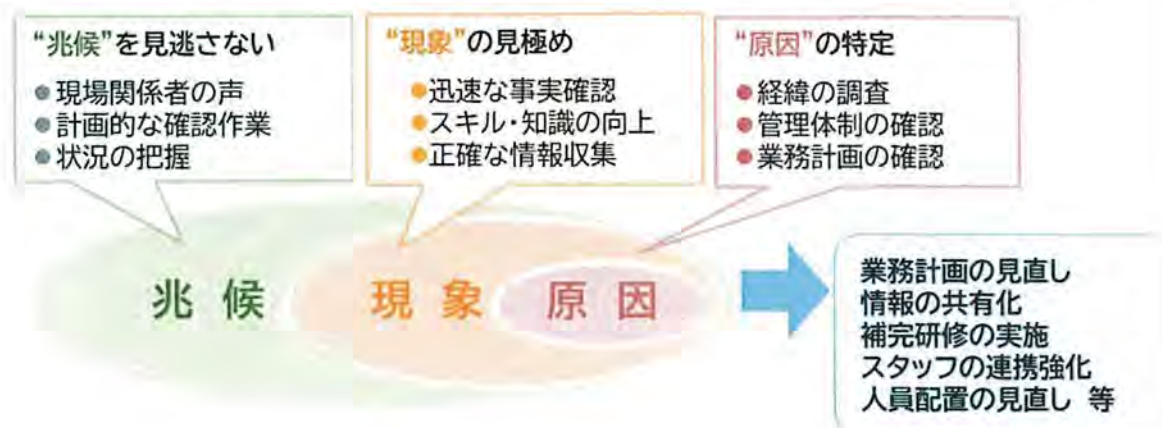 “兆候”を見逃さない
●現場関係者の声
●計画的な確認作業
●状況の把握
“現象”の見極め
●迅速な事実確認
●スキル・知識の向上
●正確な情報収集
“原因”の特定
●経緯の調査
●管理体制の確認
●業務計画の確認
兆候
現象
原因
業務計画の見直し
情報の共有化
補完研修の実施
スタッフの連携強化
人員配置の見直し 等